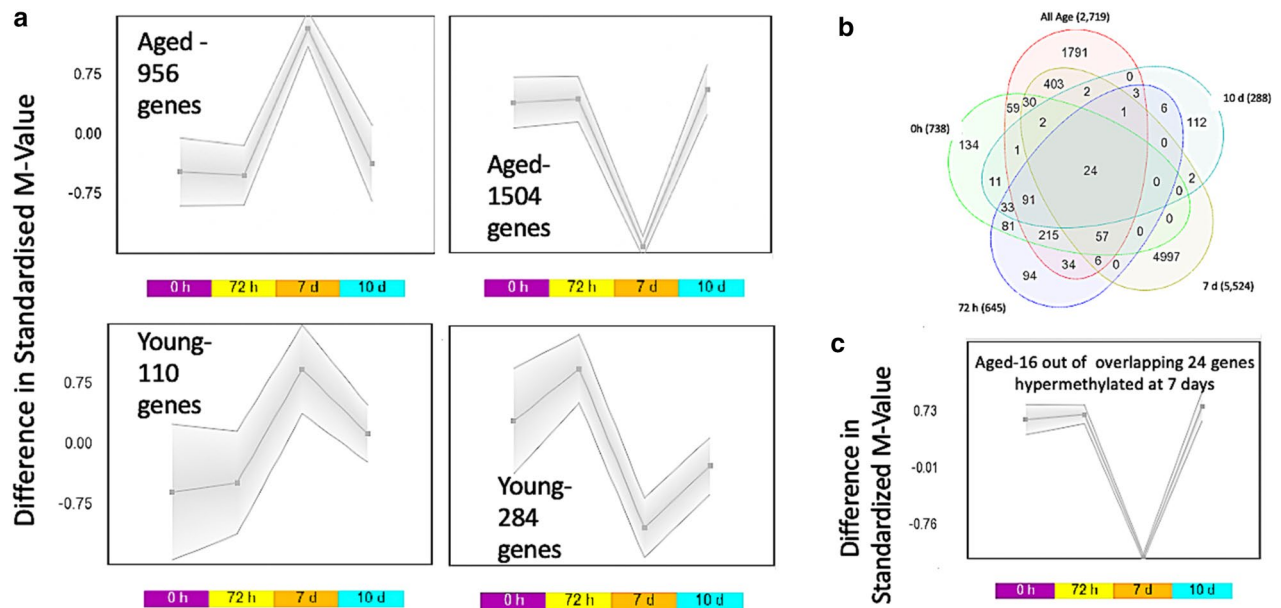 a
Difference in Standardised M-Value
0.75
0.00
-0.75
Aged -
956
genes
Aged-
1504
genes
0 h 72 h 7 d 10 d
0 h 72 h 7 d 10 d
0.75
0.00
-0.75
Young-
110
genes
Young-
284
genes
0 h 72 h 7 d 10 d
0 h 72 h 7 d 10 d
b
All Age (2,719)
10 d (288)
0h (738)
7 d (5,524)
72 h (645)
1791
0
403
2
3
6
112
59
30
1
2
0
134
1
24
2
11
0
0
33
91
0
81
215
57
0
4997
94
34
6
0
c
Difference in
Standardized M-Value
0.73
-0.01
-0.76
Aged-16 out of overlapping 24 genes
hypermethylated at 7 days
0 h 72 h 7 d 10 d